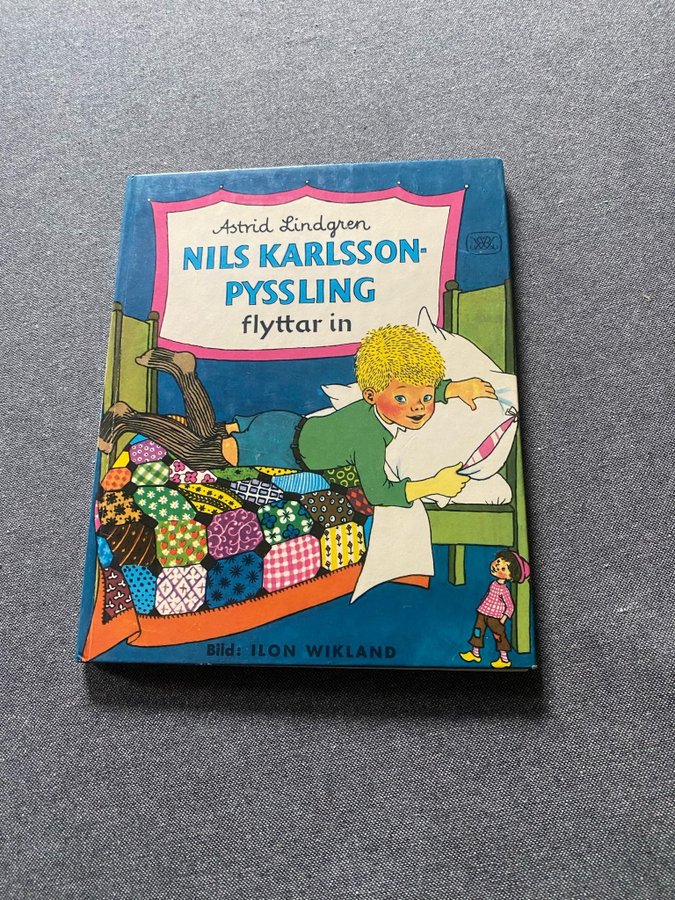 Astrid Lindgren
NILS KARLSSON-
PYSSLING
flyttar in
Bild: ILON WIKLAND